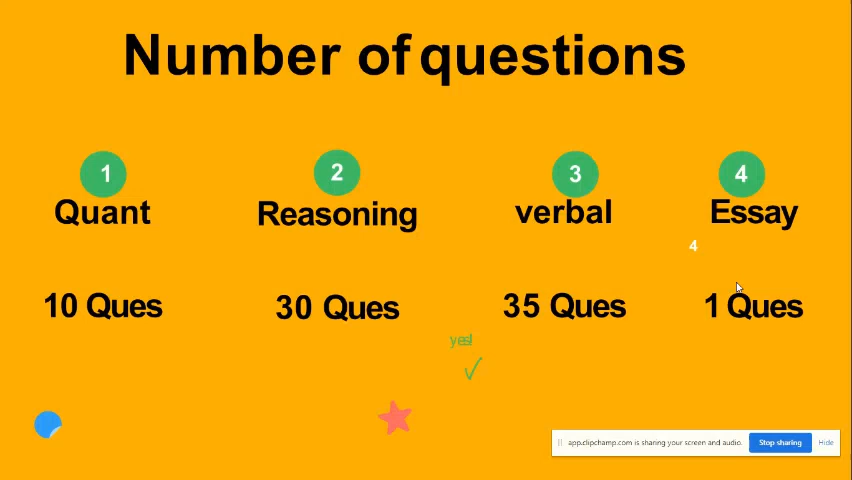 Number of questions
1 2 3 4
Quant Reasoning verbal Essay
4
10 Ques 30 Ques 35 Ques 1 Ques
yes!
app.clipchamp.com is sharing your screen and audio. Stop sharing Hide